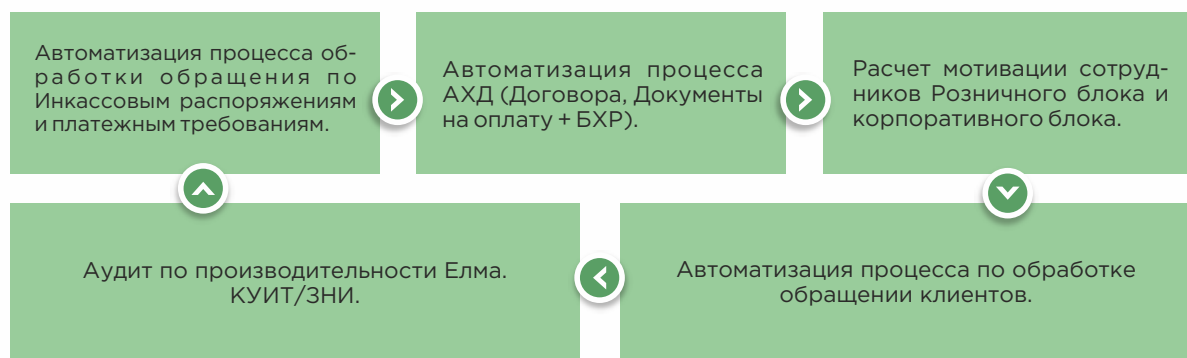 Автоматизация процесса об-
работки обращения по
Инкассовым распоряжениям
и платежным требованиям.
Автоматизация процесса
АХД (Договора, Документы
на оплату + БХР).
Расчет мотивации сотруд-
ников Розничного блока и
корпоративного блока.
Аудит по производительности Елма.
КУИТ/ЗНИ.
Автоматизация процесса по обработке
обращении клиентов.